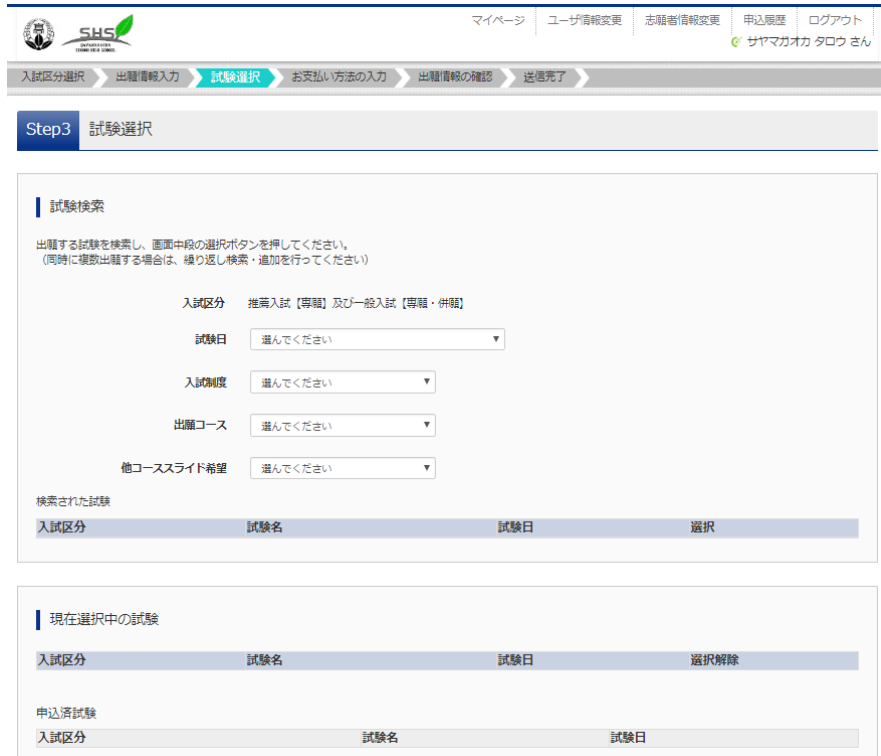 マイページ ユーザ情報変更 志願者情報変更 申込履歴 ログアウト
SHS
サヤマガオカ タロウ さん
入試区分選択 出願情報入力 試験選択 お支払い方法の入力 出願情報の確認 送信完了
Step3 試験選択
試験検索
出願する試験を検索し、画面中段の選択ボタンを押してください。
（同時に複数出願する場合は、繰り返し検索・追加を行ってください）
入試区分 推薦入試【専願】及び一般入試【専願・併願】
試験日 選んでください
入試制度 選んでください
出願コース 選んでください
他コーススライド希望 選んでください
検索された試験
入試区分 試験名 試験日 選択
現在選択中の試験
入試区分 試験名 試験日 選択解除
申込済試験
入試区分 試験名 試験日